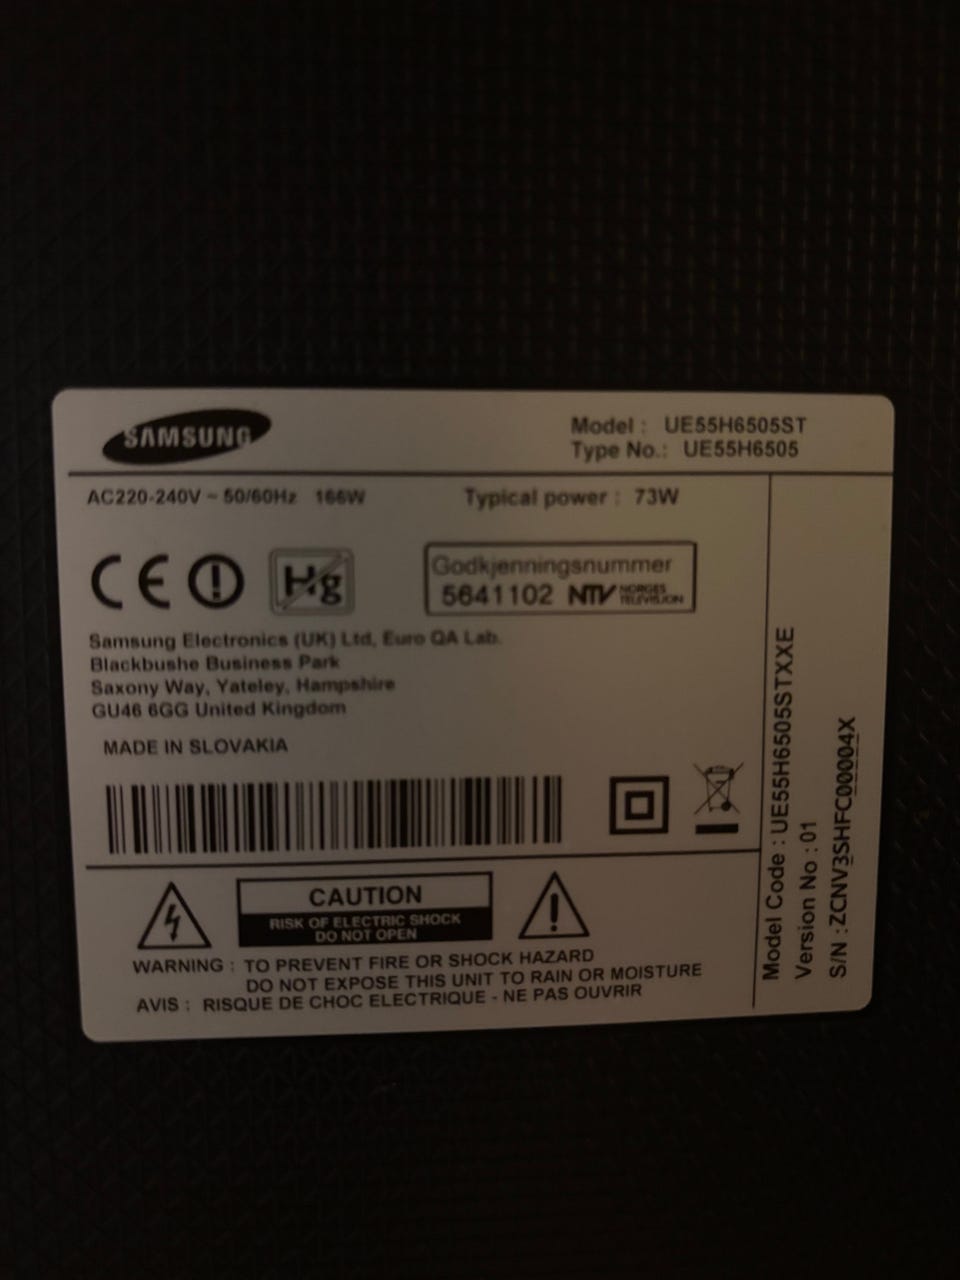 SAMSUNG
Model : UE55H6505ST
Type No.: UE55H6505
AC220-240V ~ 50/60Hz 166W
Typical power : 73W
CE
Hg
Godkjenningsnummer
5641102 NTV NORGES TELEVISJON
Samsung Electronics (UK) Ltd, Euro QA Lab.
Blackbushe Business Park
Saxony Way, Yateley, Hampshire
GU46 6GG United Kingdom
MADE IN SLOVAKIA
CAUTION
RISK OF ELECTRIC SHOCK
DO NOT OPEN
WARNING : TO PREVENT FIRE OR SHOCK HAZARD
DO NOT EXPOSE THIS UNIT TO RAIN OR MOISTURE
AVIS : RISQUE DE CHOC ELECTRIQUE - NE PAS OUVRIR
Model Code : UE55H6505STXXE
Version No : 01
S/N : ZCNV3SHFC00004X